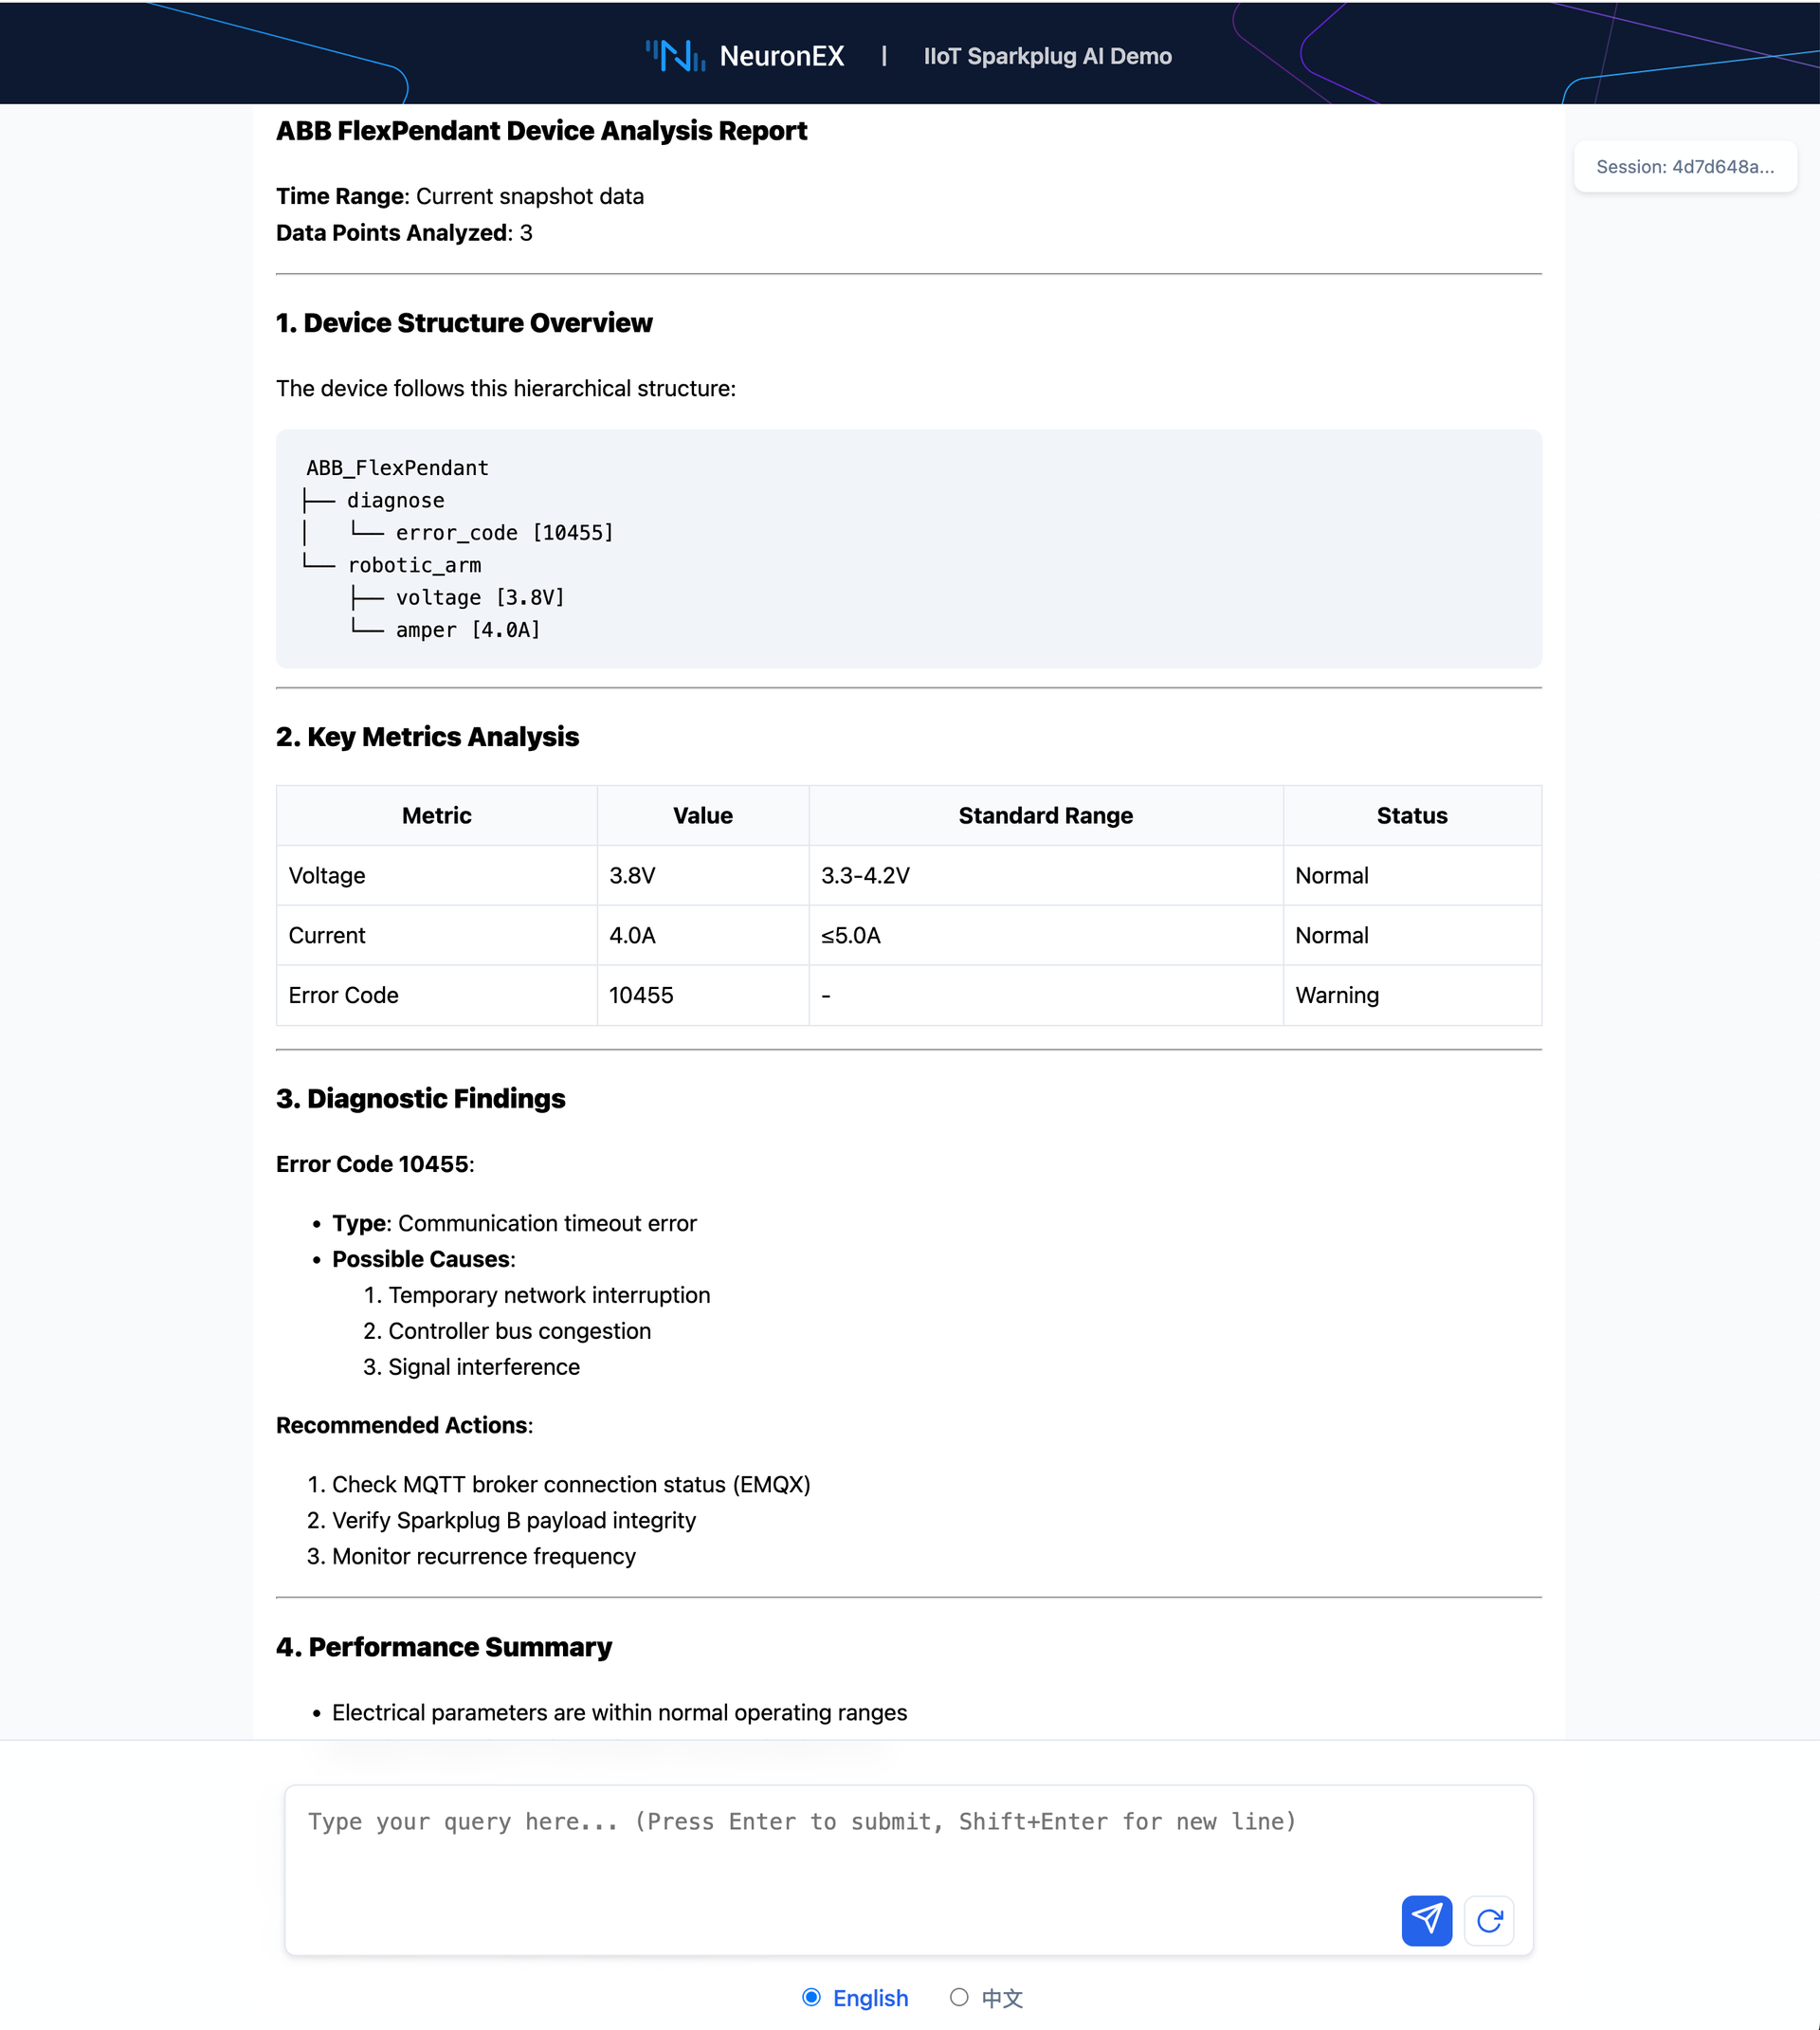 NeuronEX | IIoT Sparkplug AI Demo
Session: 4d7d648a...
ABB FlexPendant Device Analysis Report
Time Range: Current snapshot data
Data Points Analyzed: 3
1. Device Structure Overview
The device follows this hierarchical structure:
ABB_FlexPendant
├── diagnose
│   └── error_code [10455]
└── robotic_arm
    ├── voltage [3.8V]
    └── amper [4.0A]
2. Key Metrics Analysis
Metric Value Standard Range Status
Voltage 3.8V 3.3-4.2V Normal
Current 4.0A ≤5.0A Normal
Error Code 10455 - Warning
3. Diagnostic Findings
Error Code 10455:
• Type: Communication timeout error
• Possible Causes:
1. Temporary network interruption
2. Controller bus congestion
3. Signal interference
Recommended Actions:
1. Check MQTT broker connection status (EMQX)
2. Verify Sparkplug B payload integrity
3. Monitor recurrence frequency
4. Performance Summary
• Electrical parameters are within normal operating ranges
Type your query here... (Press Enter to submit, Shift+Enter for new line)
English 中文